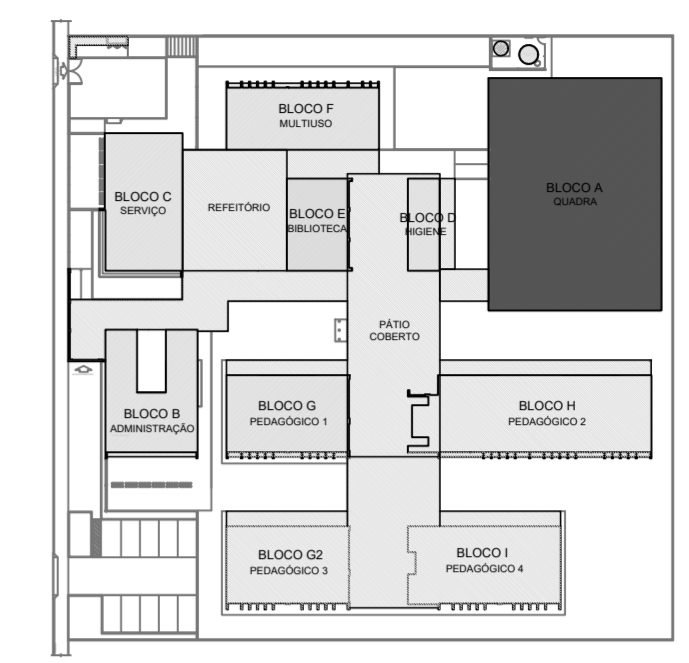 BLOCO F
MULTIUSO
BLOCO A
QUADRA
BLOCO C
SERVIÇO
REFEITÓRIO
BLOCO E
BIBLIOTECA
BLOCO D
HIGIENE
PÁTIO
COBERTO
BLOCO B
ADMINISTRAÇÃO
BLOCO G
PEDAGÓGICO 1
BLOCO H
PEDAGÓGICO 2
BLOCO G2
PEDAGÓGICO 3
BLOCO I
PEDAGÓGICO 4